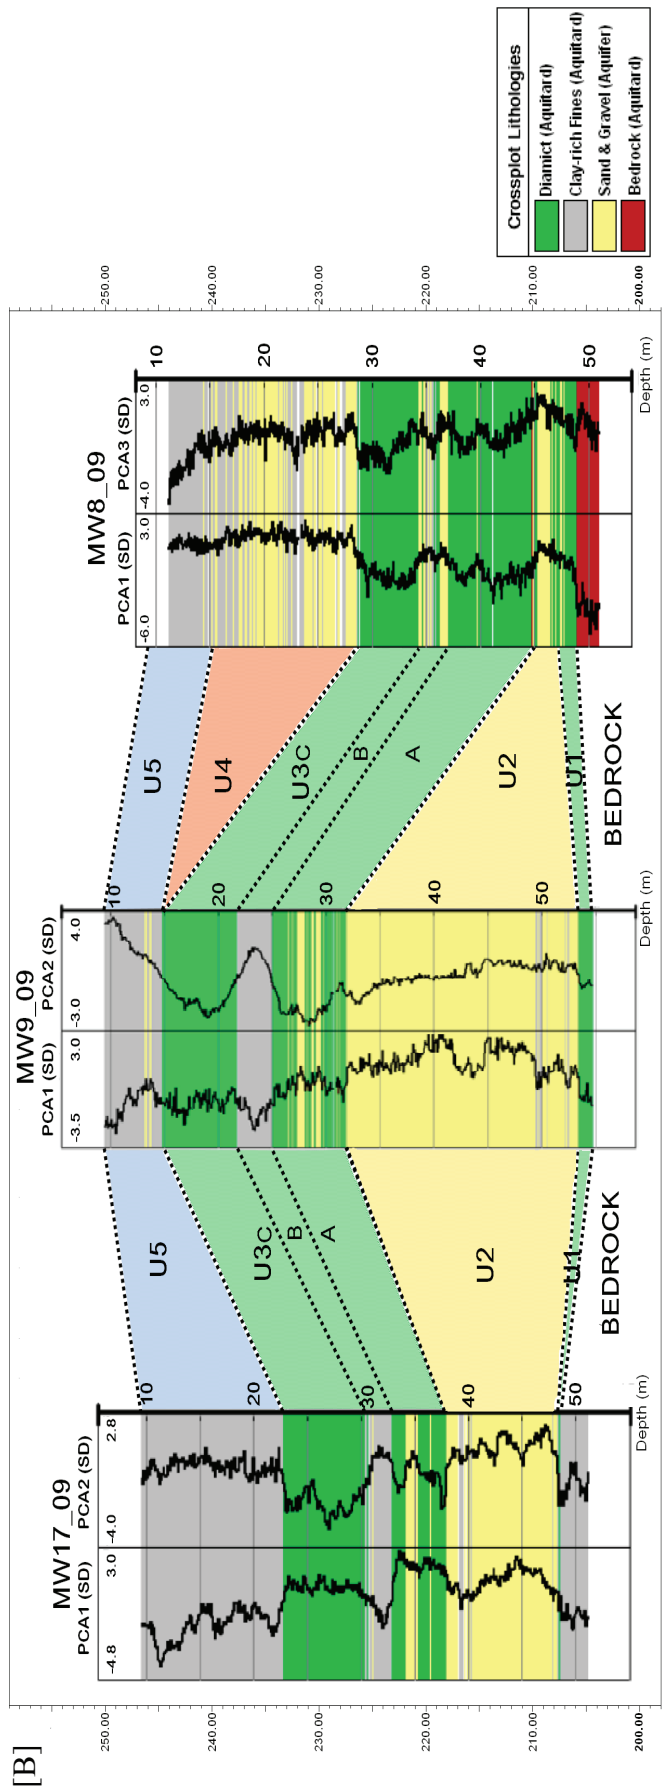 [B]
250.00
240.00
230.00
220.00
210.00
200.00
MW17_09
PCA1 (SD)
PCA2 (SD)
-4.8
3.0
-4.0
2.8
10
20
30
40
50
Depth (m)
U5
U3C
B
A
U2
U1
BEDROCK
MW9_09
PCA1 (SD)
PCA2 (SD)
-3.5
3.0
-3.0
4.0
10
20
30
40
50
Depth (m)
U5
U4
U3C
B
A
U2
U1
BEDROCK
MW8_09
PCA1 (SD)
PCA3 (SD)
-6.0
3.0
-4.0
3.0
10
20
30
40
50
Depth (m)
250.00
240.00
230.00
220.00
210.00
200.00
Crossplot Lithologies
Diamict (Aquitard)
Clay-rich Fines (Aquitard)
Sand & Gravel (Aquifer)
Bedrock (Aquitard)